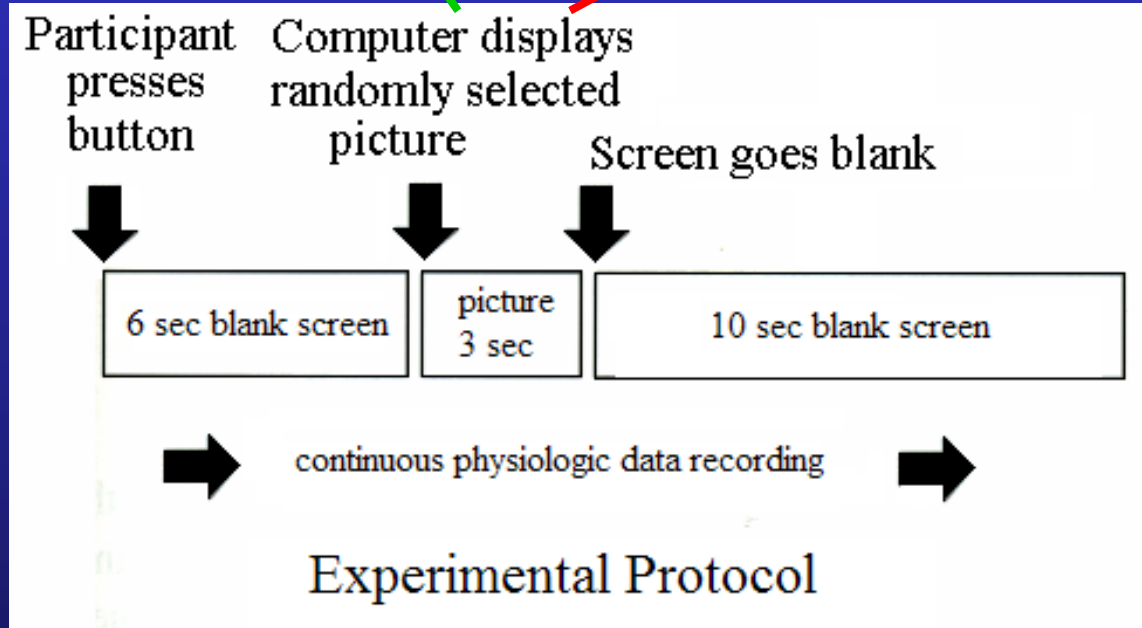 Participant
presses
button
Computer displays
randomly selected
picture
Screen goes blank
6 sec blank screen
picture
3 sec
10 sec blank screen
continuous physiologic data recording
Experimental Protocol